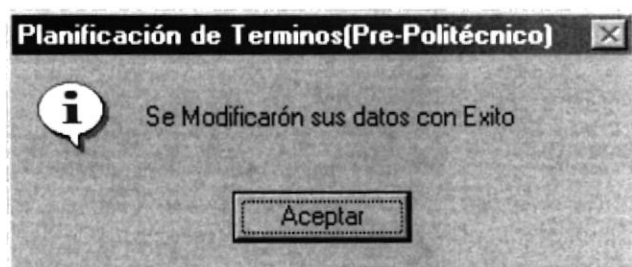 Planificación de Terminos(Pre-Politécnico)
Se Modificarón sus datos con Exito
Aceptar